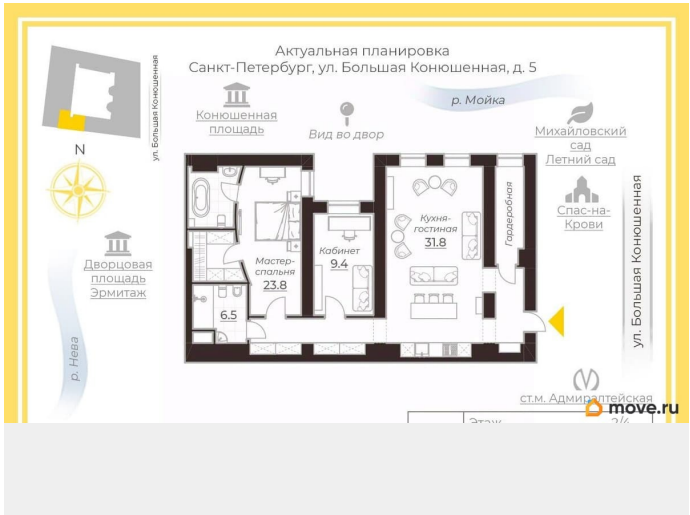 Актуальная планировка
Санкт-Петербург, ул. Большая Конюшенная, д. 5
ул. Большая Конюшенная
N
Конюшенная
площадь
Вид во двор
р. Мойка
Михайловский
сад
Летний сад
Спас-на-
Крови
ул. Большая Конюшенная
Дворцовая
площадь
Эрмитаж
р. Нева
Мастер-
спальня
23.8
6.5
Кабинет
9.4
Кухня-
гостиная
31.8
Гардеробная
ст.м. Адмиралтейская
move.ru
Этаж
2/4